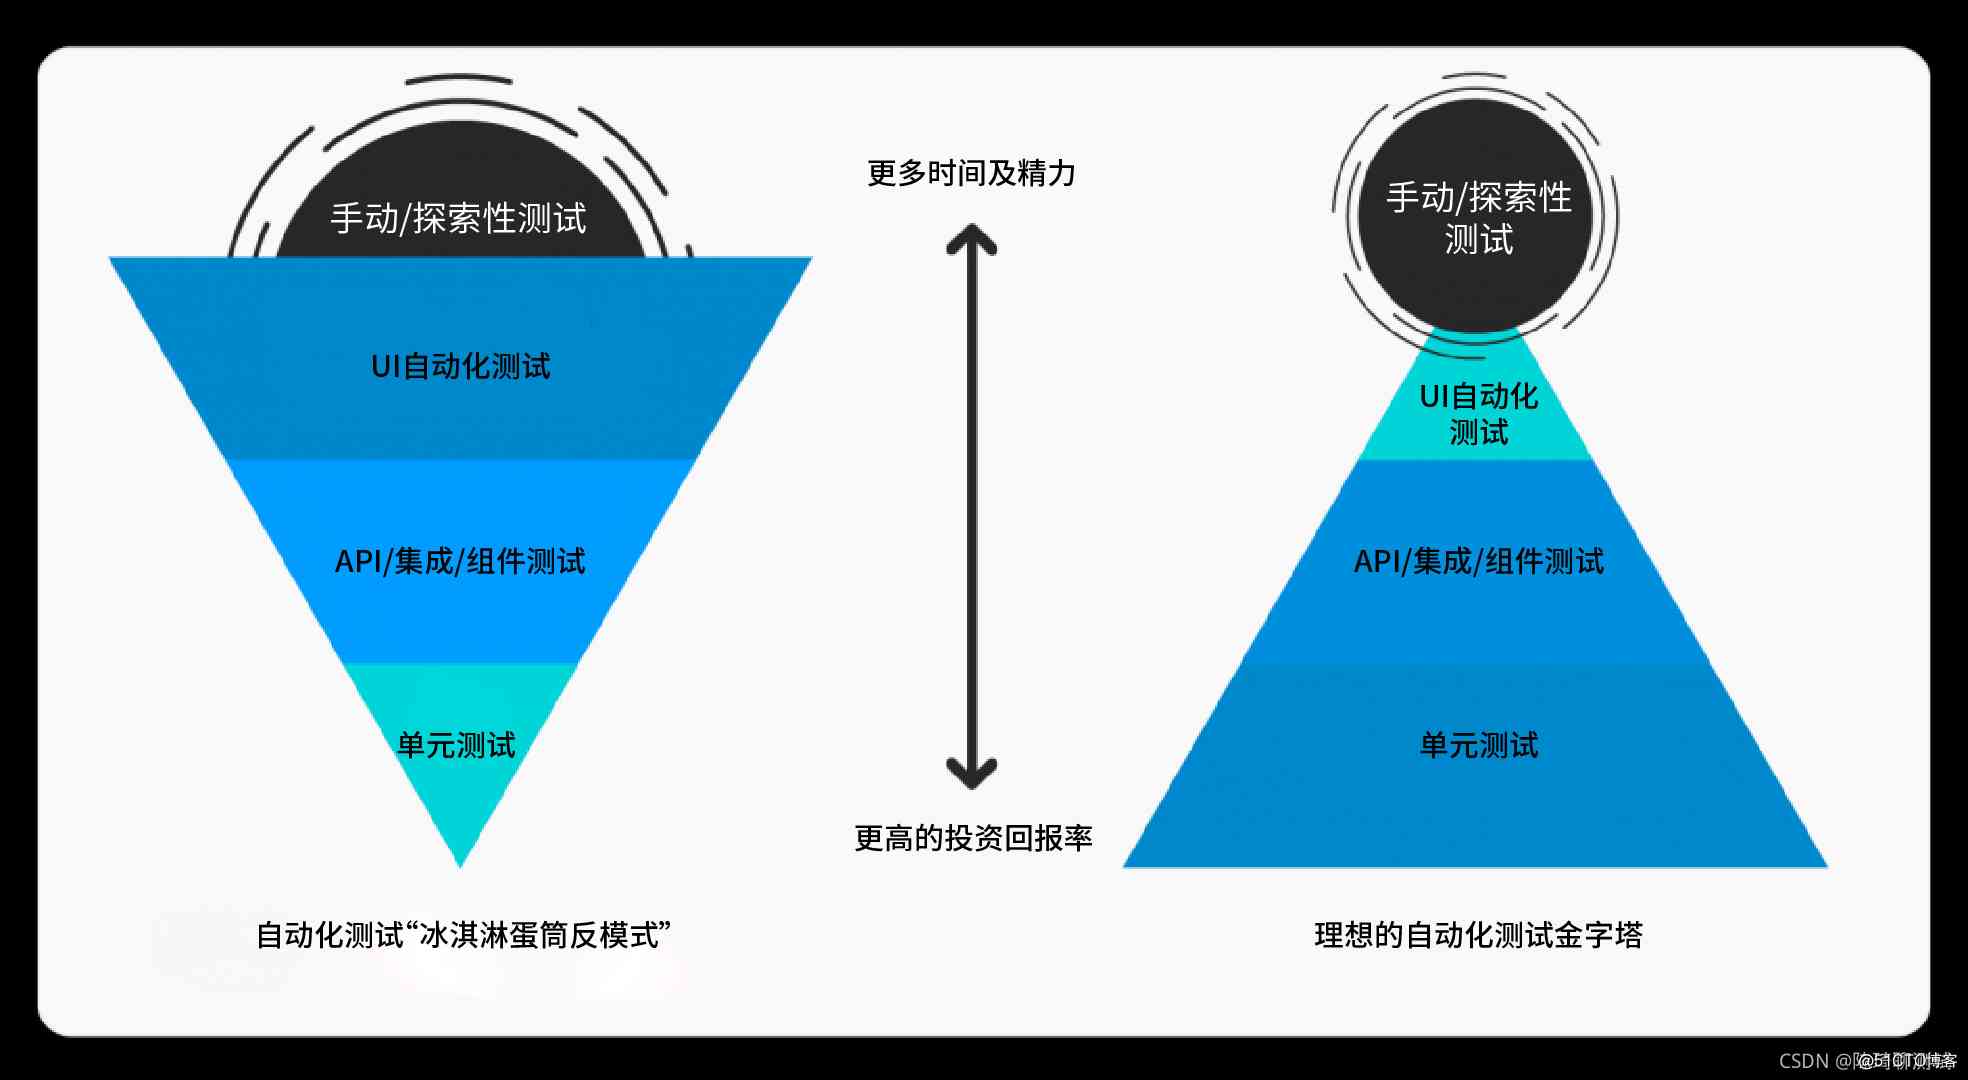 手动/探索性测试
UI自动化测试
API/集成/组件测试
单元测试
自动化测试“冰淇淋蛋筒反模式”
更多时间及精力
更高的投资回报率
手动/探索性
测试
UI自动化
测试
API/集成/组件测试
单元测试
理想的自动化测试金字塔
CSDN @51CTO博客